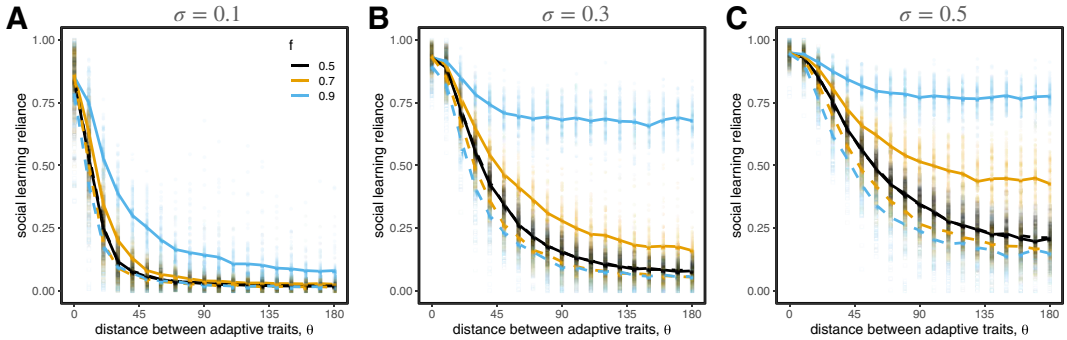 A
σ = 0.1
social learning reliance
1.00
0.75
0.50
0.25
0.00
f
0.5
0.7
0.9
0
45
90
135
180
distance between adaptive traits, θ
B
σ = 0.3
social learning reliance
1.00
0.75
0.50
0.25
0.00
0
45
90
135
180
distance between adaptive traits, θ
C
σ = 0.5
social learning reliance
1.00
0.75
0.50
0.25
0.00
0
45
90
135
180
distance between adaptive traits, θ